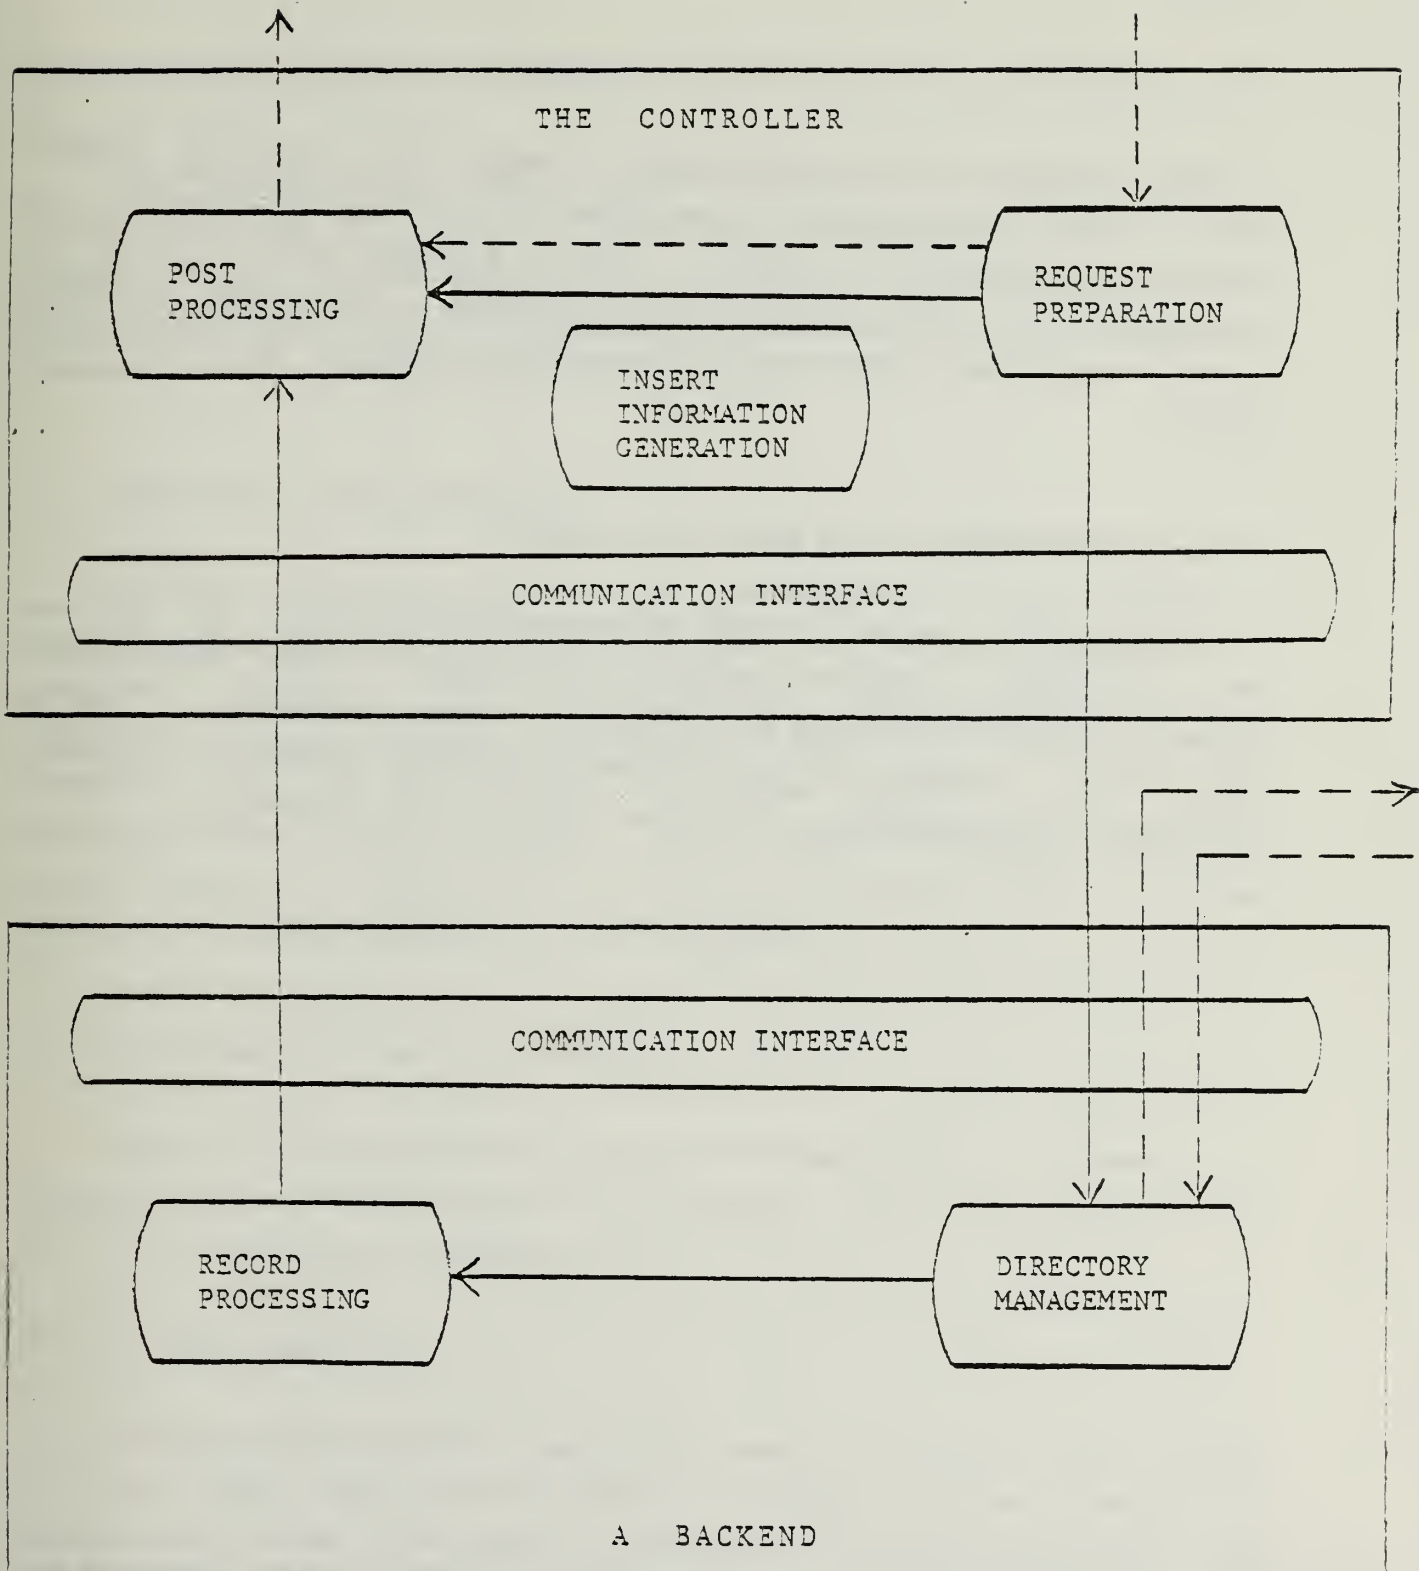 THE CONTROLLER
POST
PROCESSING
REQUEST
PREPARATION
INSERT
INFORMATION
GENERATION
COMMUNICATION INTERFACE
COMMUNICATION INTERFACE
RECORD
PROCESSING
DIRECTORY
MANAGEMENT
A BACKEND